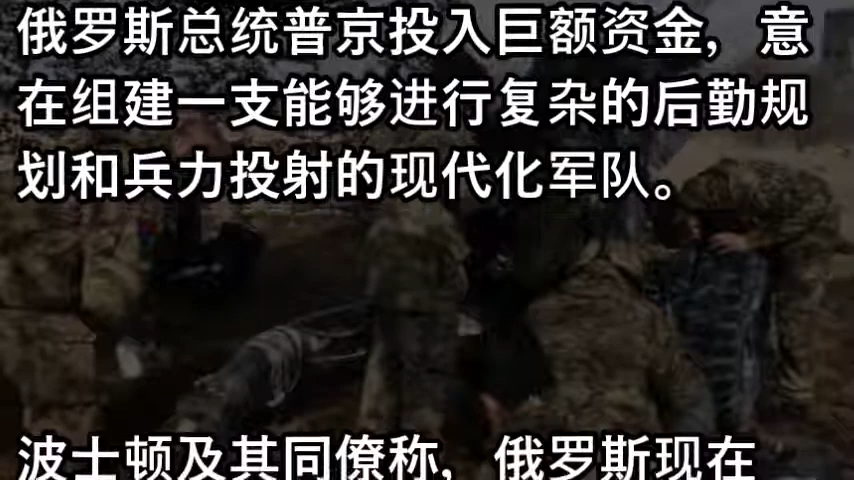 俄罗斯总统普京投入巨额资金，意
在组建一支能够进行复杂的后勤规
划和兵力投射的现代化军队。
波士顿及其同僚称，俄罗斯现在